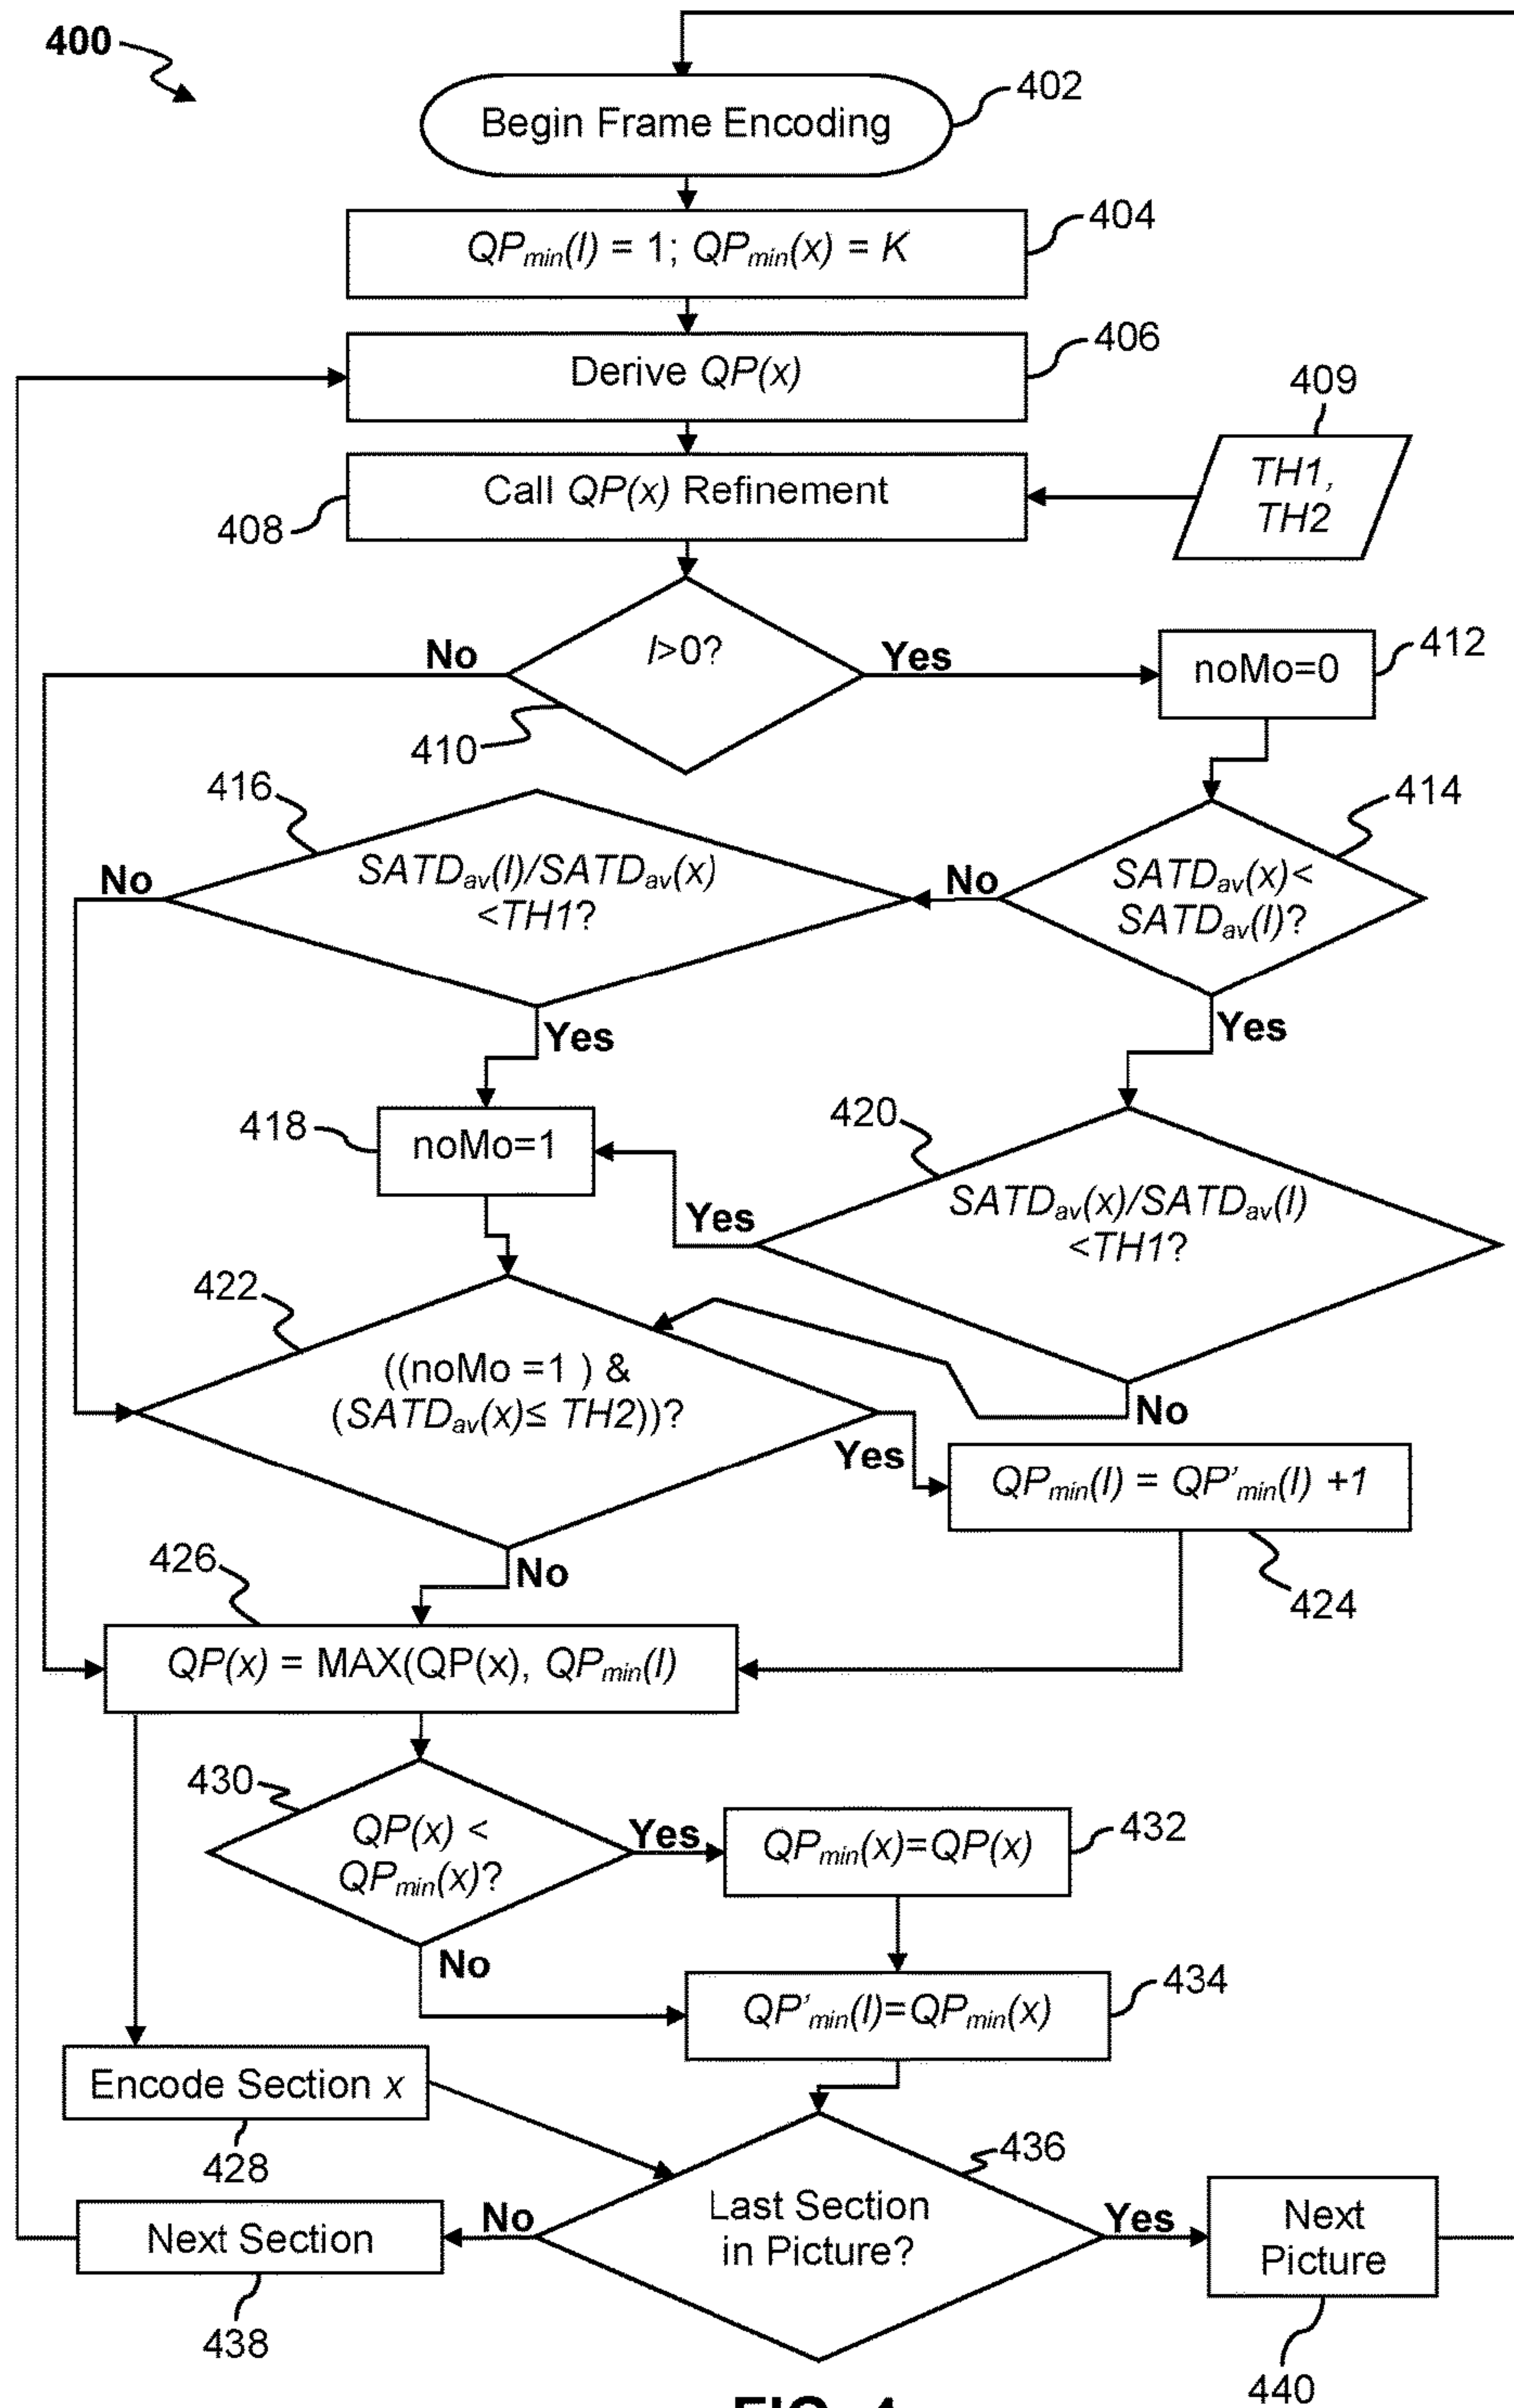 400
402
Begin Frame Encoding
404
QPmin(I) = 1; QPmin(x) = K
406
Derive QP(x)
409
TH1,
TH2
Call QP(x) Refinement
408
I>0?
No
Yes
noMo=0
412
410
416
414
SATDav(I)/SATDav(x)
<TH1?
No
No
SATDav(x)<
SATDav(I)?
Yes
Yes
418
noMo=1
420
SATDav(x)/SATDav(I)
<TH1?
Yes
422
((noMo =1 ) &
(SATDav(x)≤ TH2))?
No
Yes
QPmin(I) = QP'min(I) +1
424
No
426
QP(x) = MAX(QP(x), QPmin(I)
430
QP(x) <
QPmin(x)?
Yes
QPmin(x)=QP(x)
432
No
QP'min(I)=QPmin(x)
434
Encode Section x
428
436
Last Section
in Picture?
No
Yes
Next Section
438
Next
Picture
440